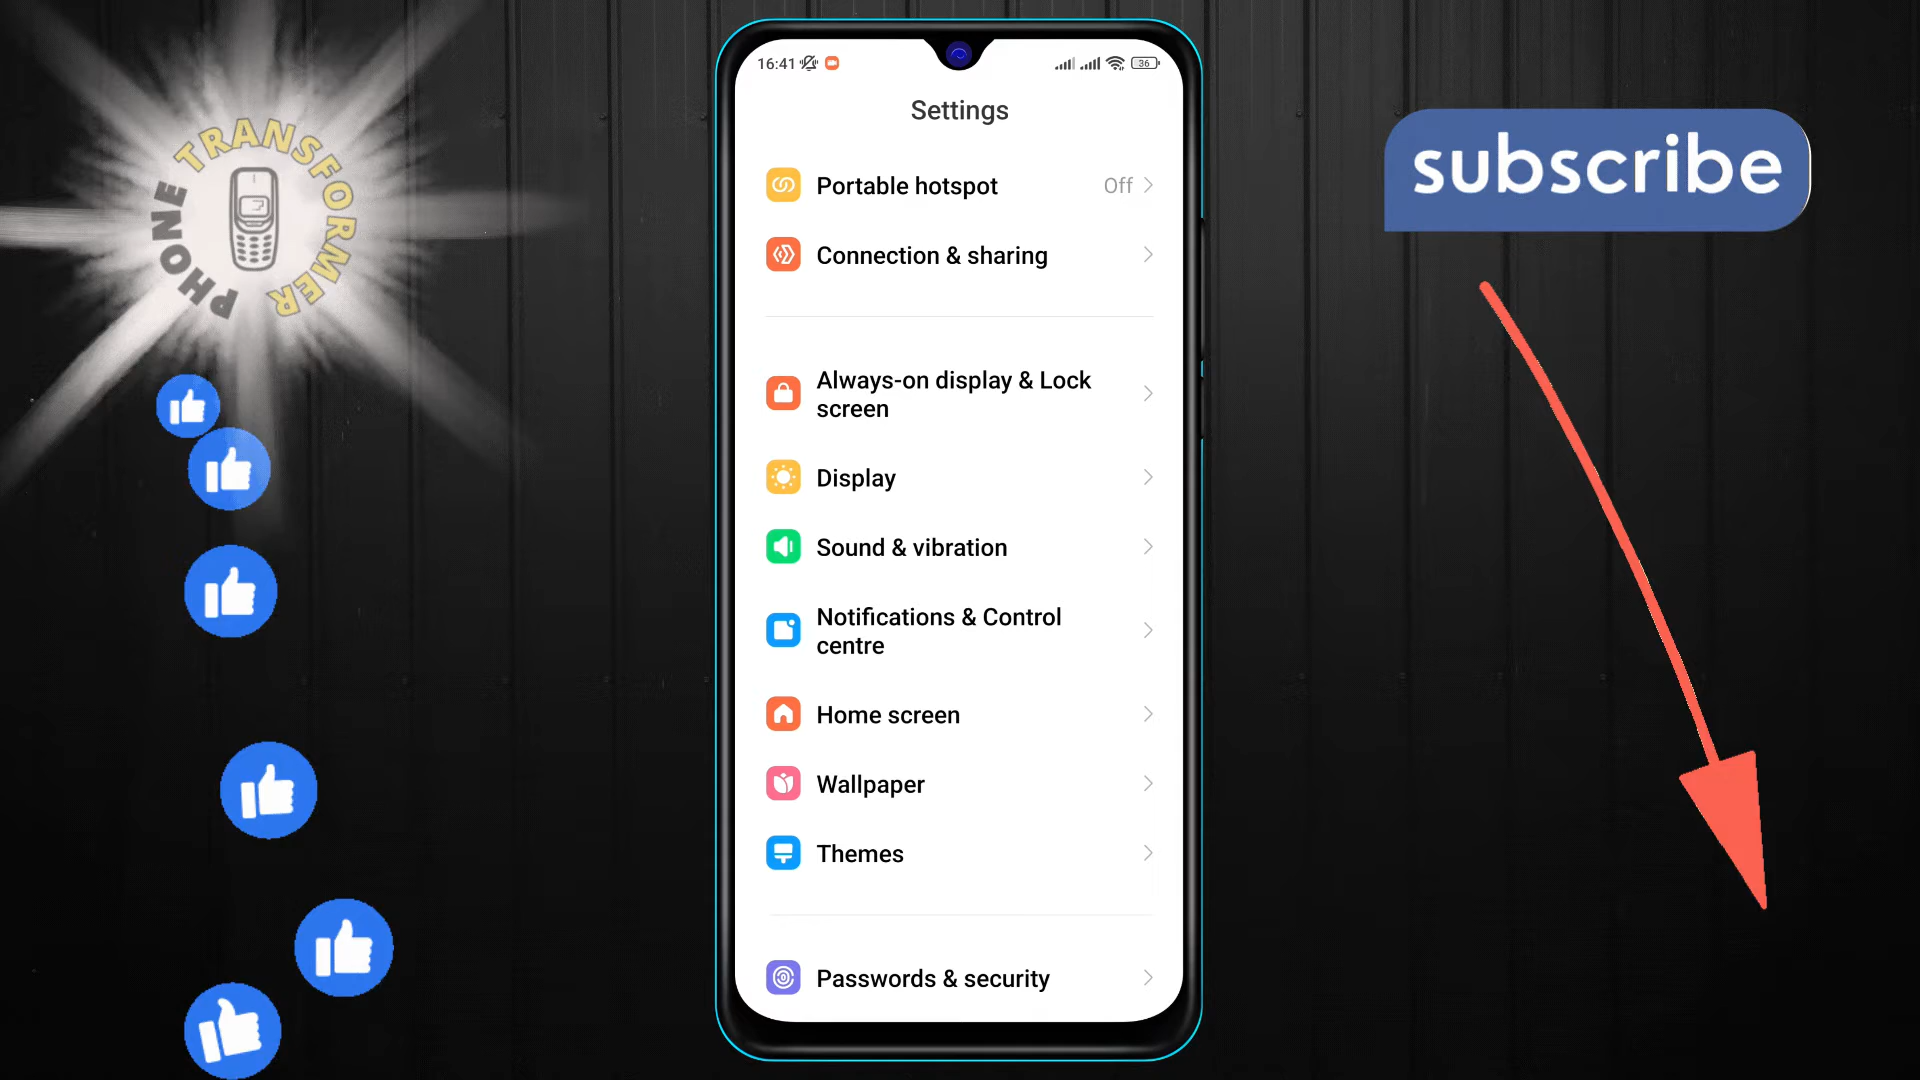 PHONE TRANSFORMER
16:41
36
Settings
Portable hotspot
Off
Connection & sharing
Always-on display & Lock
screen
Display
Sound & vibration
Notifications & Control
centre
Home screen
Wallpaper
Themes
Passwords & security
subscribe